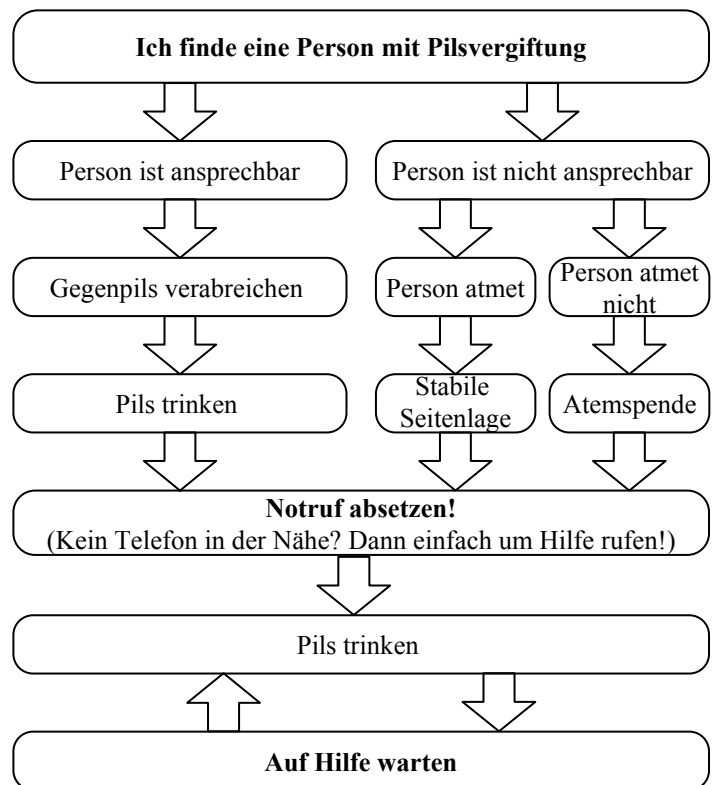 Ich finde eine Person mit Pilsvergiftung
Person ist ansprechbar
Person ist nicht ansprechbar
Gegenpils verabreichen
Person atmet
Person atmet
nicht
Pils trinken
Stabile
Seitenlage
Atemspende
Notruf absetzen!
(Kein Telefon in der Nähe? Dann einfach um Hilfe rufen!)
Pils trinken
Auf Hilfe warten